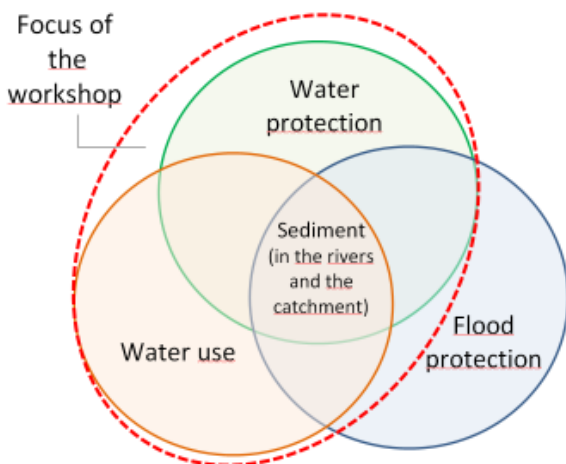 Focus of
the
workshop
Water
protection
Sediment
(in the rivers
and the
catchment)
Water use
Flood
protection